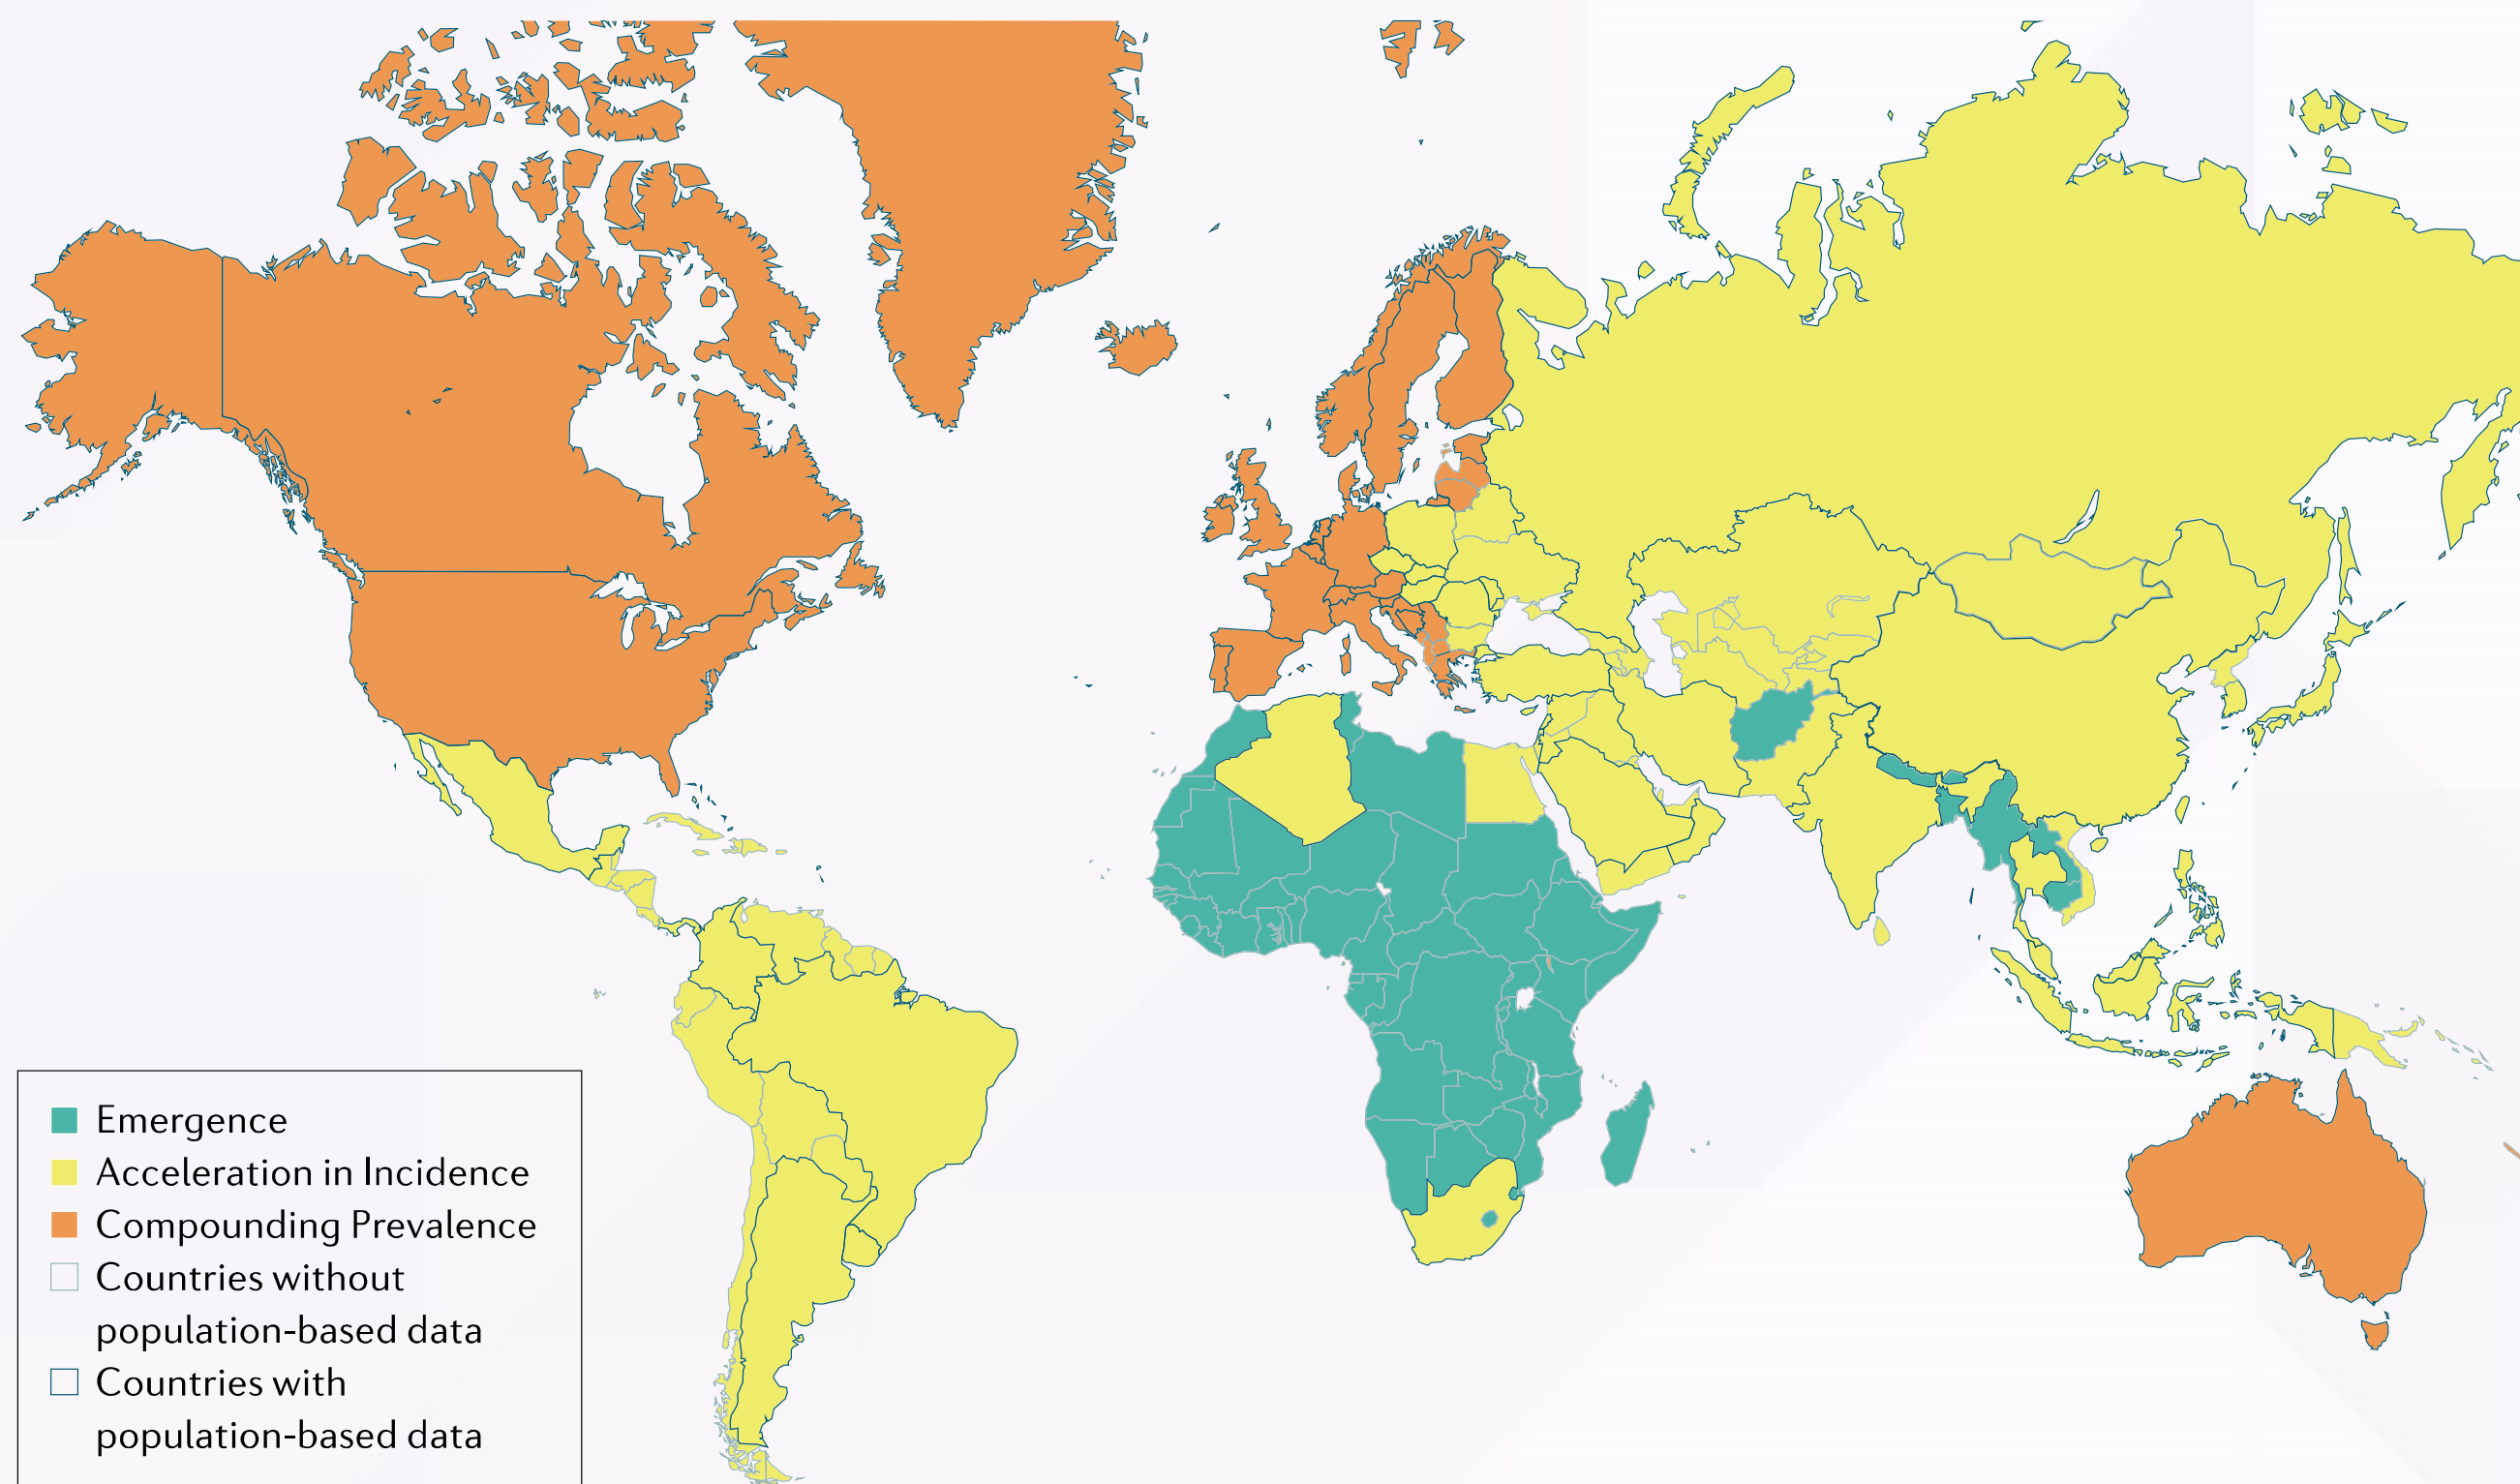 Emergence
Acceleration in Incidence
Compounding Prevalence
Countries without
population-based data
Countries with
population-based data